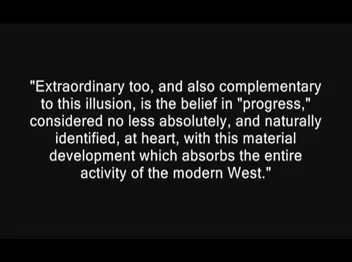 "Extraordinary too, and also complementary
to this illusion, is the belief in "progress,"
considered no less absolutely, and naturally
identified, at heart, with this material
development which absorbs the entire
activity of the modern West."